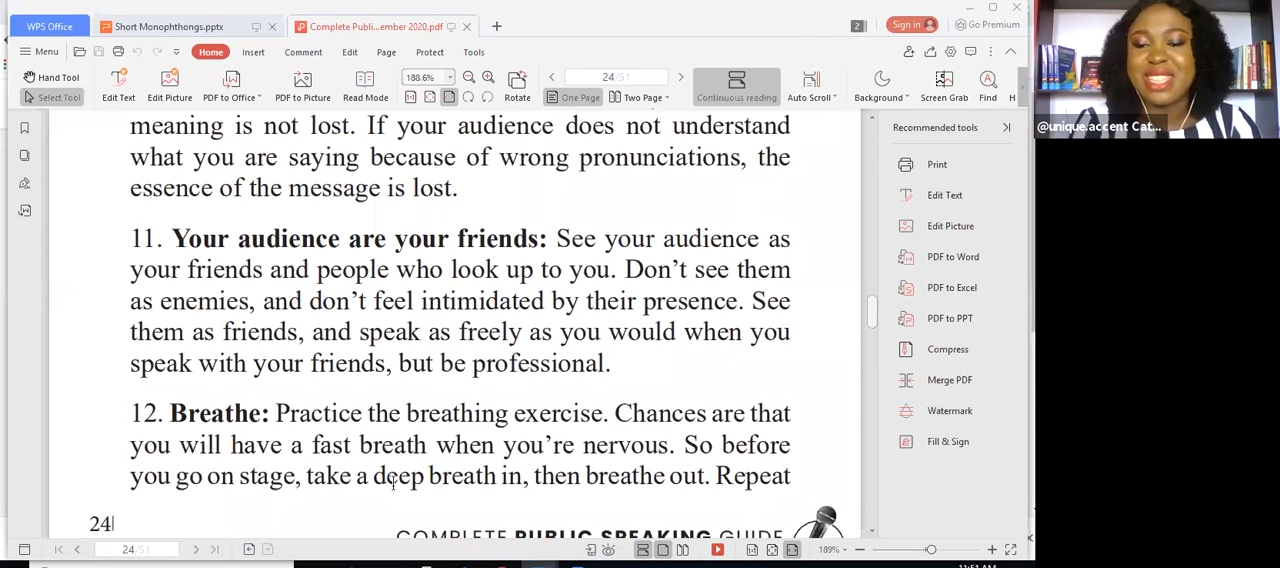 WPS Office
Short Monophthongs.pptx
Complete Publi...ember 2020.pdf
2
Sign in
Go Premium
Menu
Home
Insert
Comment
Edit
Page
Protect
Tools
Hand Tool
Select Tool
Edit Text
Edit Picture
PDF to Office
PDF to Picture
Read Mode
188.6%
Rotate
24/51
One Page
Two Page
Continuous reading
Auto Scroll
Background
Screen Grab
Find
H
@unique.accent Cat...
Recommended tools
Print
Edit Text
Edit Picture
PDF to Word
PDF to Excel
PDF to PPT
Compress
Merge PDF
Watermark
Fill & Sign
meaning is not lost. If your audience does not understand
what you are saying because of wrong pronunciations, the
essence of the message is lost.
11. Your audience are your friends: See your audience as
your friends and people who look up to you. Don't see them
as enemies, and don't feel intimidated by their presence. See
them as friends, and speak as freely as you would when you
speak with your friends, but be professional.
12. Breathe: Practice the breathing exercise. Chances are that
you will have a fast breath when you're nervous. So before
you go on stage, take a deep breath in, then breathe out. Repeat
24|
COMPLETE PUBLIC SPEAKING GUIDE
24/51
189%
11:51 AM